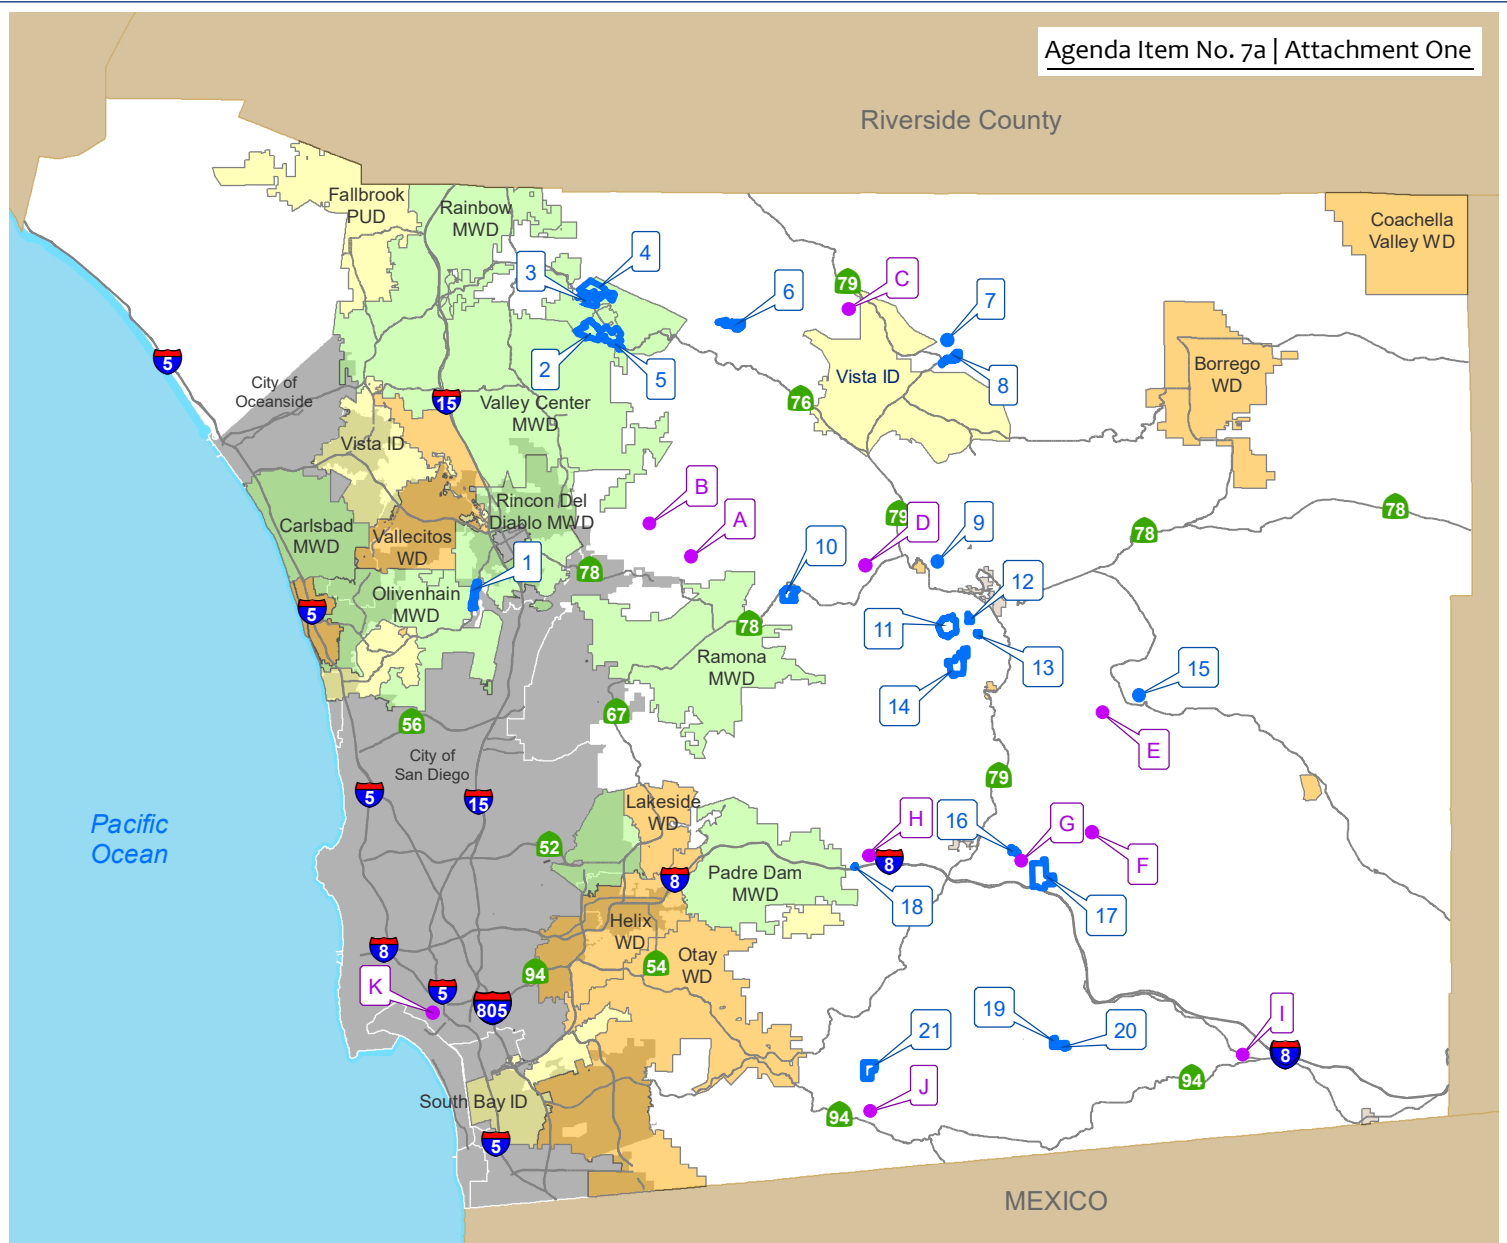 Agenda Item No. 7a | Attachment One
Riverside County
Fallbrook
PUD
Rainbow
MWD
Coachella
Valley WD
4
3
79
C
6
7
2
5
8
5
City of
Oceanside
15
Valley Center
MWD
76
Vista ID
Borrego
WD
Vista ID
B
A
Rincon Del
Diablo MWD
Carlsbad
MWD
Vallecitos
WD
79
D
9
78
78
10
1
78
12
Olivenhain
MWD
5
78
11
13
Ramona
MWD
15
14
56
67
E
City of
San Diego
79
5
15
Lakeside
WD
Pacific
Ocean
H
16
G
F
52
8
8
Padre Dam
MWD
18
17
Helix
WD
8
94
54
Otay
WD
K
5
805
19
20
21
I
8
94
South Bay ID
J
94
5
MEXICO